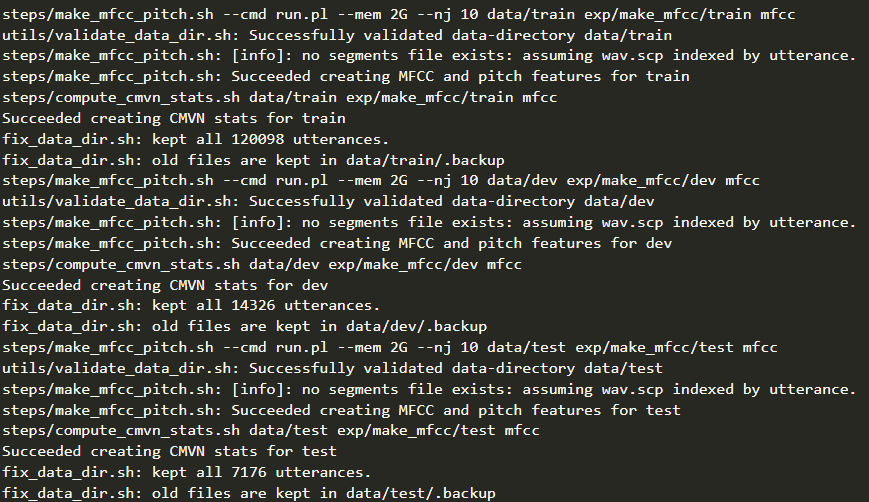 steps/make_mfcc_pitch.sh --cmd run.pl --mem 2G --nj 10 data/train exp/make_mfcc/train mfcc
utils/validate_data_dir.sh: Successfully validated data-directory data/train
steps/make_mfcc_pitch.sh: [info]: no segments file exists: assuming wav.scp indexed by utterance.
steps/make_mfcc_pitch.sh: Succeeded creating MFCC and pitch features for train
steps/compute_cmvn_stats.sh data/train exp/make_mfcc/train mfcc
Succeeded creating CMVN stats for train
fix_data_dir.sh: kept all 120098 utterances.
fix_data_dir.sh: old files are kept in data/train/.backup
steps/make_mfcc_pitch.sh --cmd run.pl --mem 2G --nj 10 data/dev exp/make_mfcc/dev mfcc
utils/validate_data_dir.sh: Successfully validated data-directory data/dev
steps/make_mfcc_pitch.sh: [info]: no segments file exists: assuming wav.scp indexed by utterance.
steps/make_mfcc_pitch.sh: Succeeded creating MFCC and pitch features for dev
steps/compute_cmvn_stats.sh data/dev exp/make_mfcc/dev mfcc
Succeeded creating CMVN stats for dev
fix_data_dir.sh: kept all 14326 utterances.
fix_data_dir.sh: old files are kept in data/dev/.backup
steps/make_mfcc_pitch.sh --cmd run.pl --mem 2G --nj 10 data/test exp/make_mfcc/test mfcc
utils/validate_data_dir.sh: Successfully validated data-directory data/test
steps/make_mfcc_pitch.sh: [info]: no segments file exists: assuming wav.scp indexed by utterance.
steps/make_mfcc_pitch.sh: Succeeded creating MFCC and pitch features for test
steps/compute_cmvn_stats.sh data/test exp/make_mfcc/test mfcc
Succeeded creating CMVN stats for test
fix_data_dir.sh: kept all 7176 utterances.
fix_data_dir.sh: old files are kept in data/test/.backup